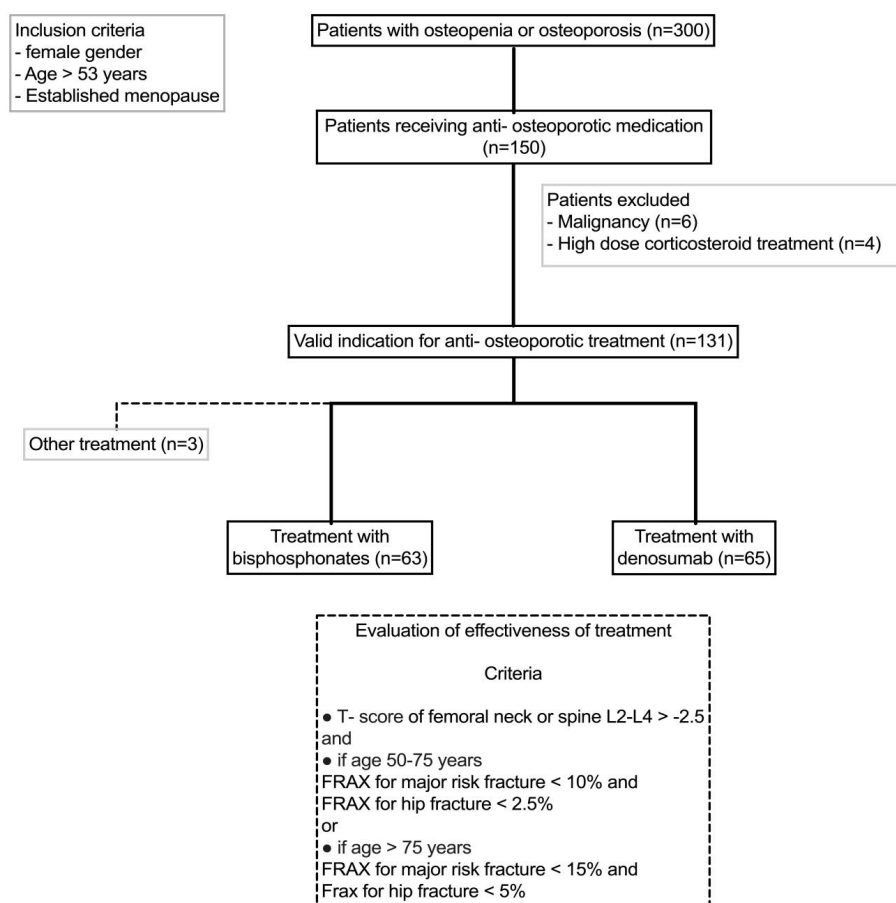 Inclusion criteria
- female gender
- Age > 53 years
- Established menopause
Patients with osteopenia or osteoporosis (n=300)
Patients receiving anti- osteoporotic medication
(n=150)
Patients excluded
- Malignancy (n=6)
- High dose corticosteroid treatment (n=4)
Valid indication for anti- osteoporotic treatment (n=131)
Other treatment (n=3)
Treatment with
bisphosphonates (n=63)
Treatment with
denosumab (n=65)
Evaluation of effectiveness of treatment
Criteria
● T- score of femoral neck or spine L2-L4 > -2.5
and
● if age 50-75 years
FRAX for major risk fracture < 10% and
FRAX for hip fracture < 2.5%
or
● if age > 75 years
FRAX for major risk fracture < 15% and
Frax for hip fracture < 5%